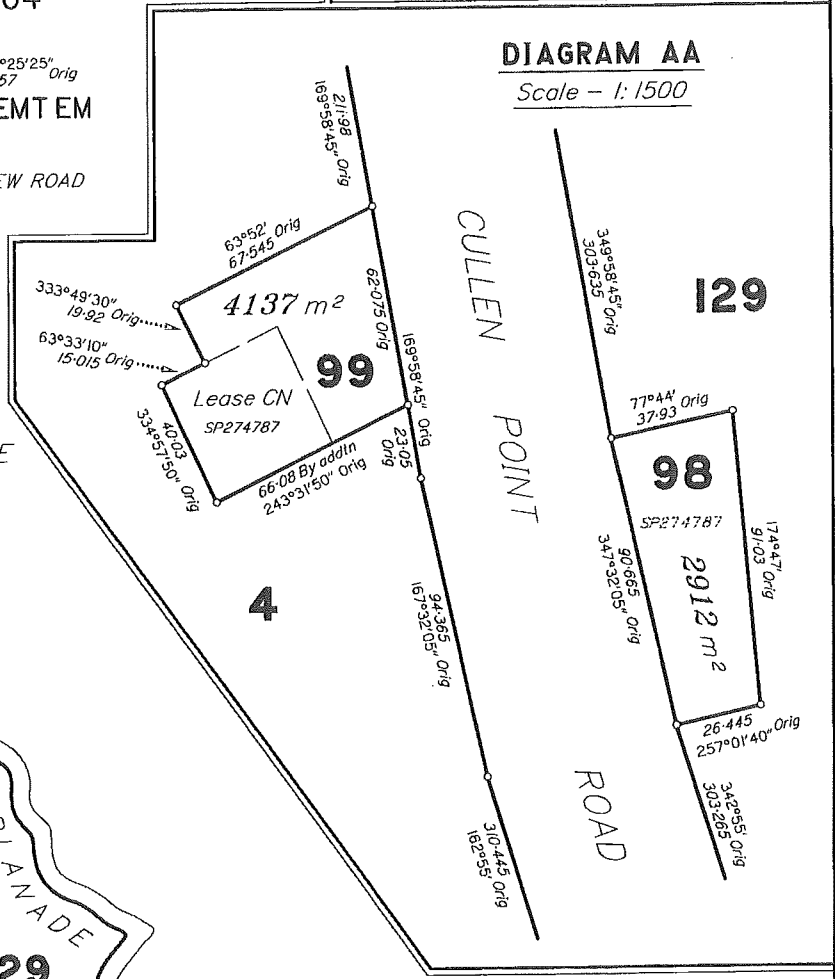 DIAGRAM AA
Scale – 1: 1500
°25'25"
57 Orig
EMT EM
EW ROAD
211·98
169°58'45" Orig
63°52' Orig
67·545
333°49'30"
19·92 Orig
63°33'10"
15·015 Orig
4137 m²
62·075 Orig
169°58'45" Orig
99
Lease CN
SP274787
40·03
334°57'50" Orig
66·08 By addtn
243°31'50" Orig
23·05
Orig
4
94·365
167°32'05" Orig
310·445
162°55' Orig
CULLEN
POINT
ROAD
349°58'45" Orig
303·635
129
77°44' Orig
37·93
98
SP274787
2912 m²
174°47' Orig
91·03
90·665
347°32'05" Orig
26·445
257°01'40" Orig
342°55' Orig
303·265
PLANADE
29